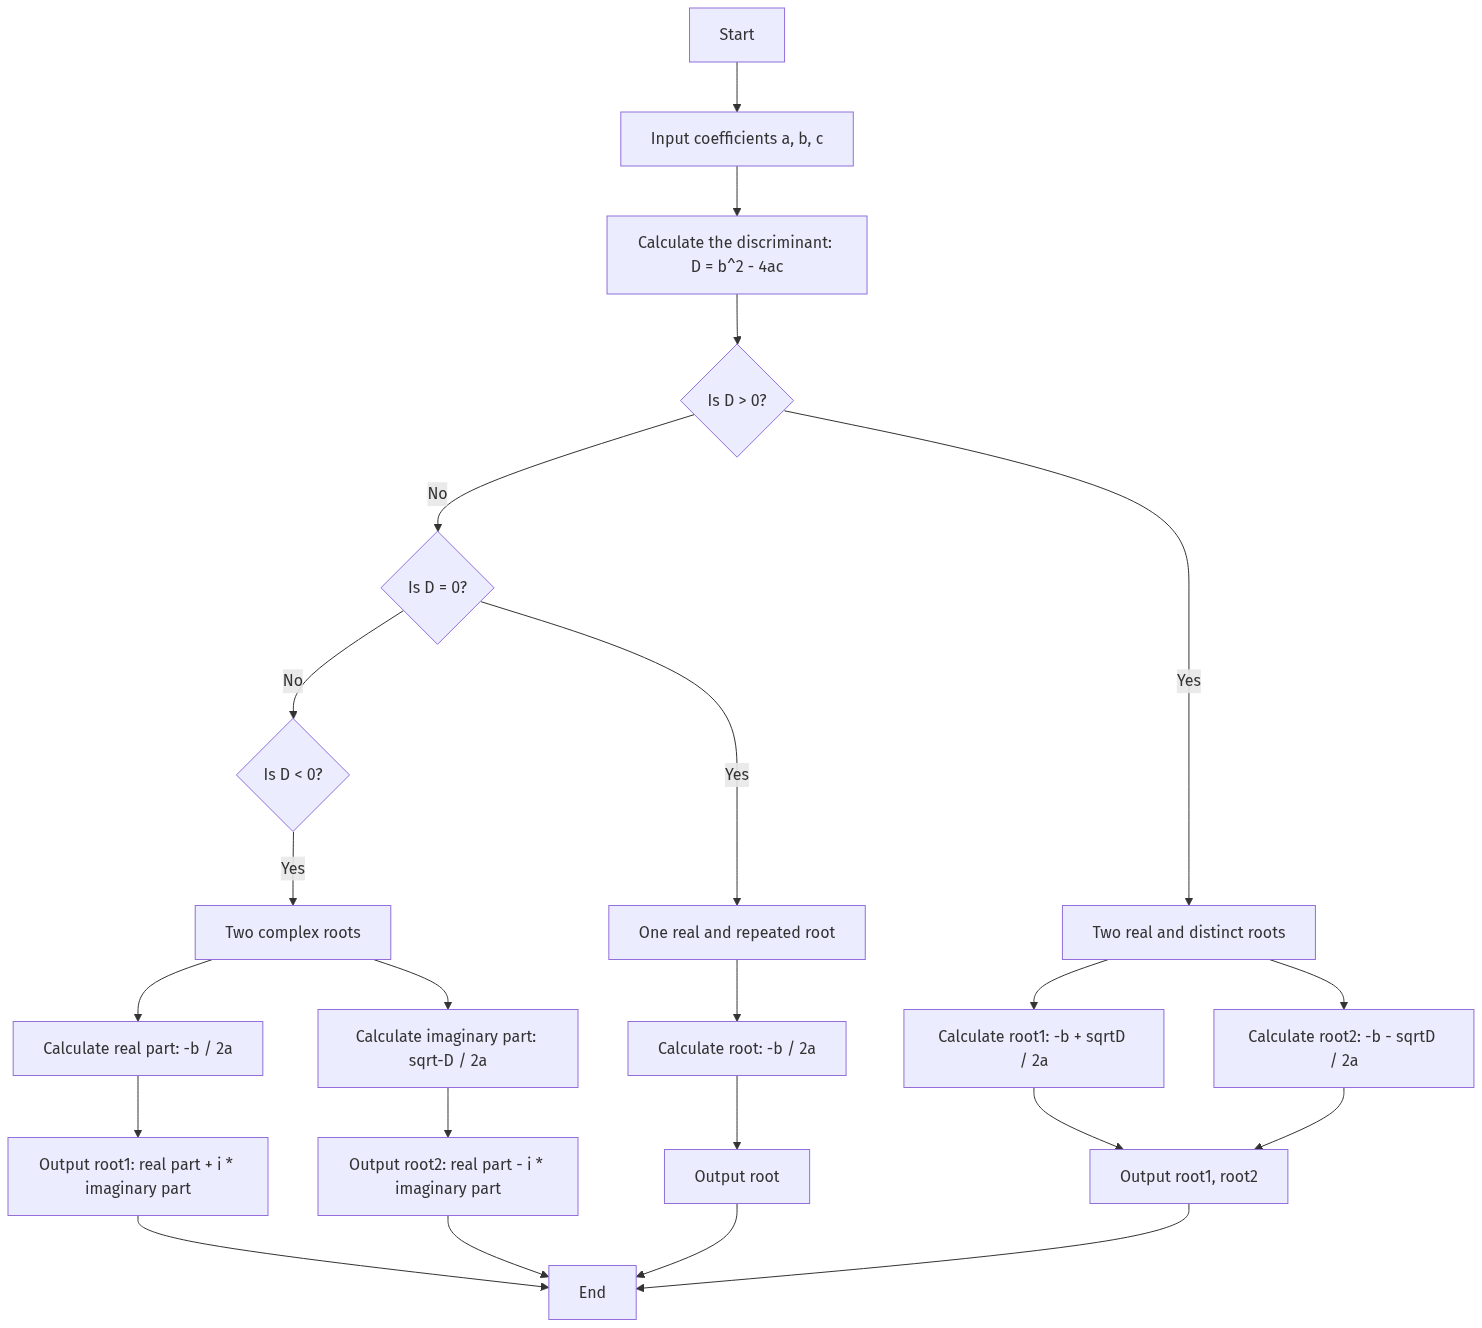 Start
Input coefficients a, b, c
Calculate the discriminant:
D = b^2 - 4ac
Is D > 0?
No
Is D = 0?
No
Yes
Is D < 0?
Yes
Yes
Two complex roots
One real and repeated root
Two real and distinct roots
Calculate real part: -b / 2a
Calculate imaginary part:
sqrt-D / 2a
Calculate root: -b / 2a
Calculate root1: -b + sqrtD
/ 2a
Calculate root2: -b - sqrtD
/ 2a
Output root1: real part + i *
imaginary part
Output root2: real part - i *
imaginary part
Output root
Output root1, root2
End